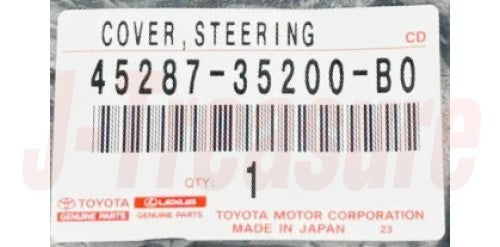 COVER, STEERING CD
45287-35200-B0
J-Treasure
QTY: 1
TOYOTA LEXUS
GENUINE PARTS GENUINE PARTS TOYOTA MOTOR CORPORATION
MADE IN JAPAN 23